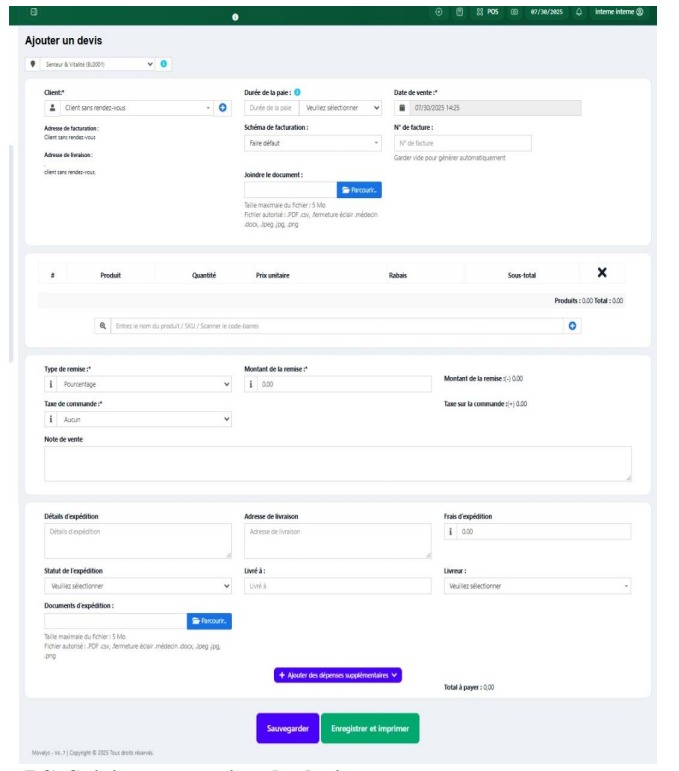 POS 07/30/2025 interne interne
Ajouter un devis
Senteur & Vitalité (BL0001)
Client:* Durée de la paie : Date de vente :*
Client sans rendez-vous Durée de la paie Veuillez sélectionner 07/30/2025 14:25
Adresse de facturation : Schéma de facturation : N° de facture :
Client sans rendez-vous Faire défaut N° de facture
Adresse de livraison : Garder vide pour générer automatiquement
,
client sans rendez-vous, Joindre le document :
Parcourir..
Taille maximale du fichier : 5 Mo
Fichier autorisé : .PDF .csv, .fermeture éclair .médecin
.docx, .Jpeg .jpg, .png
# Produit Quantité Prix unitaire Rabais Sous-total
Produits : 0.00 Total : 0.00
Entrez le nom du produit / SKU / Scanner le code-barres
Type de remise :* Montant de la remise :*
Pourcentage 0.00 Montant de la remise :(-) 0.00
Taxe de commande :* Taxe sur la commande :(+) 0.00
Aucun
Note de vente
Détails d'expédition Adresse de livraison Frais d'expédition
Détails d'expédition Adresse de livraison 0.00
Statut de l'expédition Livré à : Livreur :
Veuillez sélectionner Livré à Veuillez sélectionner
Documents d'expédition :
Parcourir..
Taille maximale du fichier : 5 Mo
Fichier autorisé : .PDF .csv, .fermeture éclair .médecin .docx, .Jpeg .jpg,
.png
+ Ajouter des dépenses supplémentaires
Total à payer : 0,00
Sauvegarder Enregistrer et imprimer
Movalys - V6.7 | Copyright © 2025 Tous droits réservés.